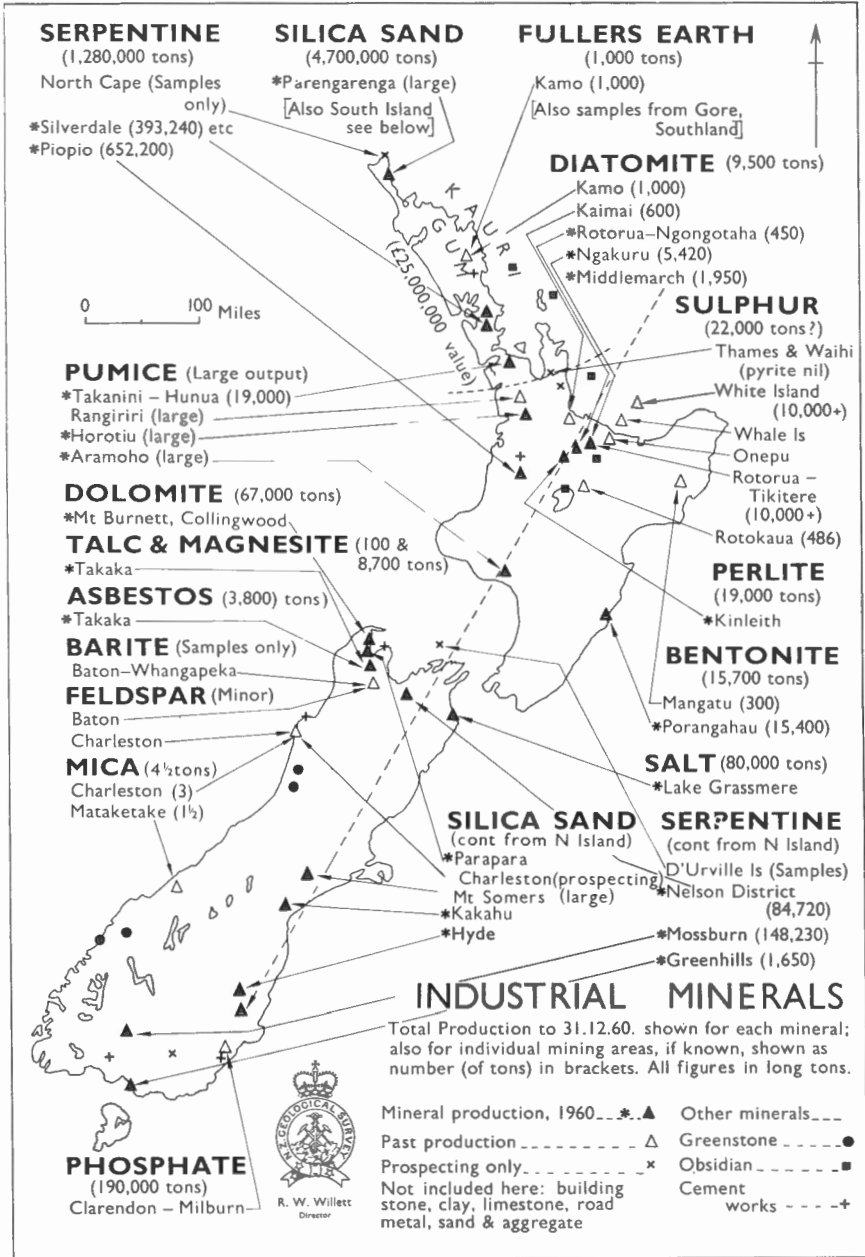 SERPENTINE
(1,280,000 tons)
North Cape (Samples
only)
*Silverdale (393,240) etc
*Piopio (652,200)
SILICA SAND
(4,700,000 tons)
*Parengarenga (large)
[Also South Island
see below]
FULLERS EARTH
(1,000 tons)
Kamo (1,000)
[Also samples from Gore,
Southland]
DIATOMITE (9,500 tons)
Kamo (1,000)
Kaimai (600)
*Rotorua-Ngongotaha (450)
*Ngakuru (5,420)
*Middlemarch (1,950)
KAURI
GUM
(£25,000,000
value)
0 100 Miles
SULPHUR
(22,000 tons?)
Thames & Waihi
(pyrite nil)
White Island
(10,000+)
Whale Is
Onepu
Rotorua -
Tikitere
(10,000+)
Rotokaua (486)
PUMICE (Large output)
*Takanini - Hunua (19,000)
Rangiriri (large)
*Horotiu (large)
*Aramoho (large)
DOLOMITE (67,000 tons)
*Mt Burnett, Collingwood
TALC & MAGNESITE (100 &
8,700 tons)
*Takaka
ASBESTOS (3,800) tons)
*Takaka
BARITE (Samples only)
Baton-Whangapeka
FELDSPAR (Minor)
Baton
Charleston
MICA (4½tons)
Charleston (3)
Mataketake (1½)
PERLITE
(19,000 tons)
*Kinleith
BENTONITE
(15,700 tons)
Mangatu (300)
*Porangahau (15,400)
SALT (80,000 tons)
*Lake Grassmere
SILICA SAND
(cont from N Island)
*Parapara
Charleston(prospecting)
Mt Somers (large)
*Kakahu
*Hyde
SER?ENTINE
(cont from N Island)
D'Urville Is (Samples)
*Nelson District
(84,720)
*Mossburn (148,230)
*Greenhills (1,650)
INDUSTRIAL MINERALS
Total Production to 31.12.60. shown for each mineral;
also for individual mining areas, if known, shown as
number (of tons) in brackets. All figures in long tons.
Mineral production, 1960 * ▲
Past production △
Prospecting only ×
Not included here: building
stone, clay, limestone, road
metal, sand & aggregate
Other minerals
Greenstone ●
Obsidian ■
Cement
works +
N.Z. GEOLOGICAL SURVEY
R. W. Willett
Director
PHOSPHATE
(190,000 tons)
Clarendon - Milburn